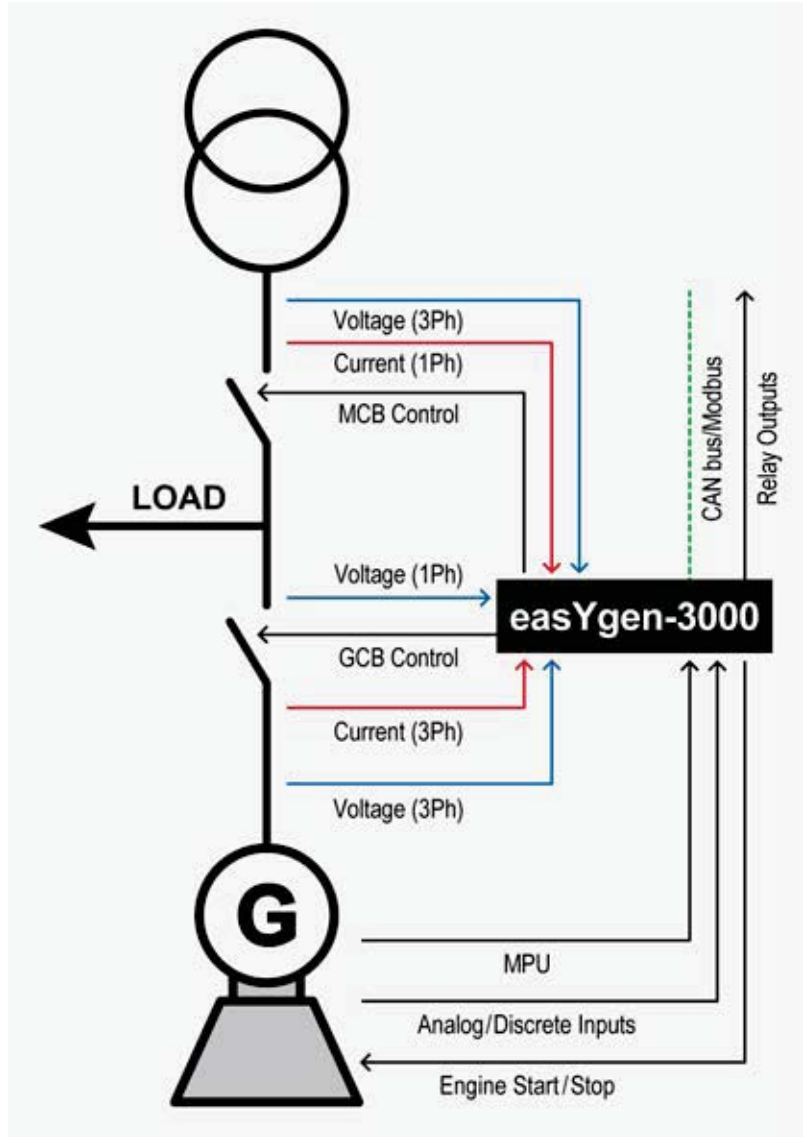 Voltage (3Ph)
Current (1Ph)
MCB Control
CAN bus/Modbus
Relay Outputs
LOAD
Voltage (1Ph)
easYgen-3000
GCB Control
Current (3Ph)
Voltage (3Ph)
G
MPU
Analog/Discrete Inputs
Engine Start/Stop